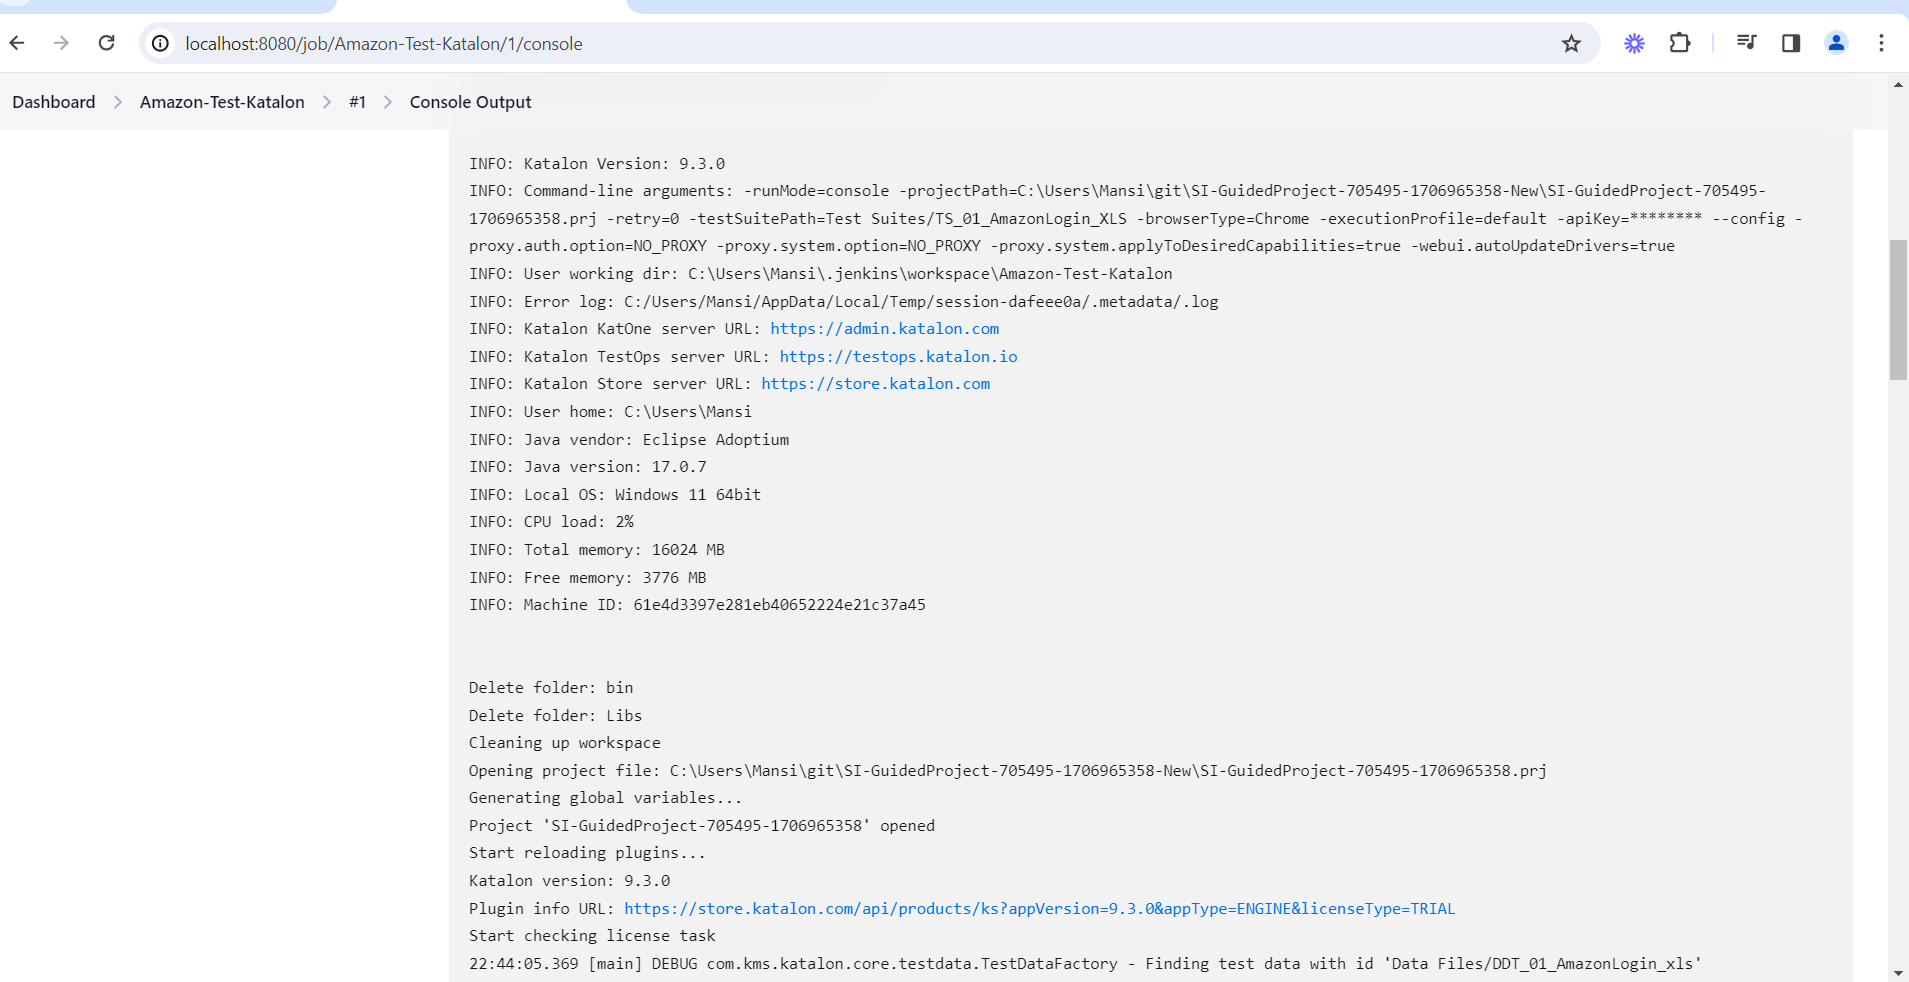 localhost:8080/job/Amazon-Test-Katalon/1/console
Dashboard > Amazon-Test-Katalon > #1 > Console Output
INFO: Katalon Version: 9.3.0
INFO: Command-line arguments: -runMode=console -projectPath=C:\Users\Mansi\git\SI-GuidedProject-705495-1706965358-New\SI-GuidedProject-705495-
1706965358.prj -retry=0 -testSuitePath=Test Suites/TS_01_AmazonLogin_XLS -browserType=Chrome -executionProfile=default -apiKey=******** --config -
proxy.auth.option=NO_PROXY -proxy.system.option=NO_PROXY -proxy.system.applyToDesiredCapabilities=true -webui.autoUpdateDrivers=true
INFO: User working dir: C:\Users\Mansi\.jenkins\workspace\Amazon-Test-Katalon
INFO: Error log: C:/Users/Mansi/AppData/Local/Temp/session-dafeee0a/.metadata/.log
INFO: Katalon KatOne server URL: https://admin.katalon.com
INFO: Katalon TestOps server URL: https://testops.katalon.io
INFO: Katalon Store server URL: https://store.katalon.com
INFO: User home: C:\Users\Mansi
INFO: Java vendor: Eclipse Adoptium
INFO: Java version: 17.0.7
INFO: Local OS: Windows 11 64bit
INFO: CPU load: 2%
INFO: Total memory: 16024 MB
INFO: Free memory: 3776 MB
INFO: Machine ID: 61e4d3397e281eb40652224e21c37a45
Delete folder: bin
Delete folder: Libs
Cleaning up workspace
Opening project file: C:\Users\Mansi\git\SI-GuidedProject-705495-1706965358-New\SI-GuidedProject-705495-1706965358.prj
Generating global variables...
Project 'SI-GuidedProject-705495-1706965358' opened
Start reloading plugins...
Katalon version: 9.3.0
Plugin info URL: https://store.katalon.com/api/products/ks?appVersion=9.3.0&appType=ENGINE&licenseType=TRIAL
Start checking license task
22:44:05.369 [main] DEBUG com.kms.katalon.core.testdata.TestDataFactory - Finding test data with id 'Data Files/DDT_01_AmazonLogin_xls'